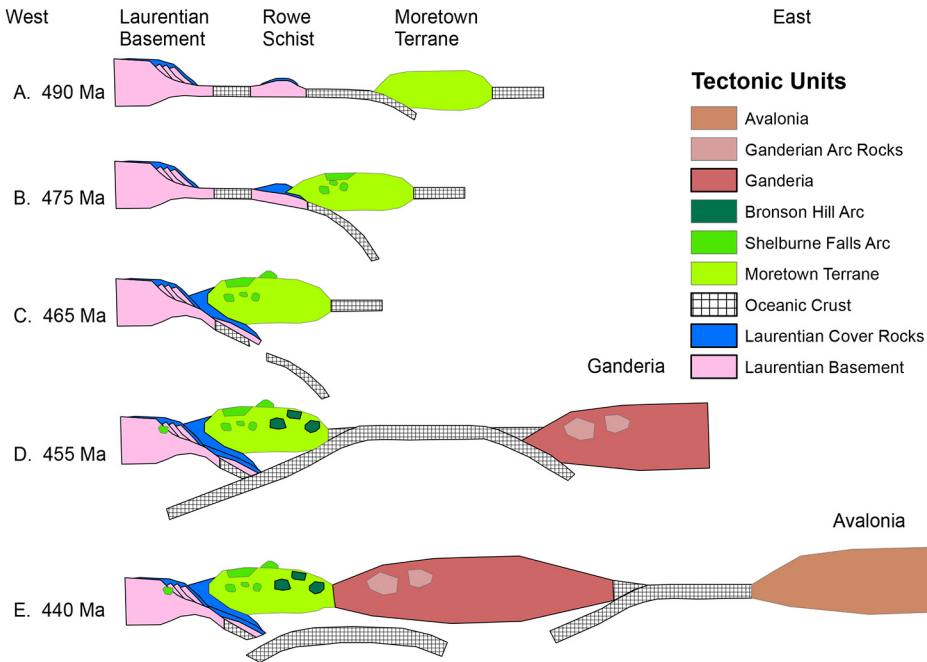 West
Laurentian
Basement
Rowe
Schist
Moretown
Terrane
East
A. 490 Ma
B. 475 Ma
C. 465 Ma
D. 455 Ma
E. 440 Ma
Ganderia
Avalonia
Tectonic Units
Avalonia
Ganderian Arc Rocks
Ganderia
Bronson Hill Arc
Shelburne Falls Arc
Moretown Terrane
Oceanic Crust
Laurentian Cover Rocks
Laurentian Basement